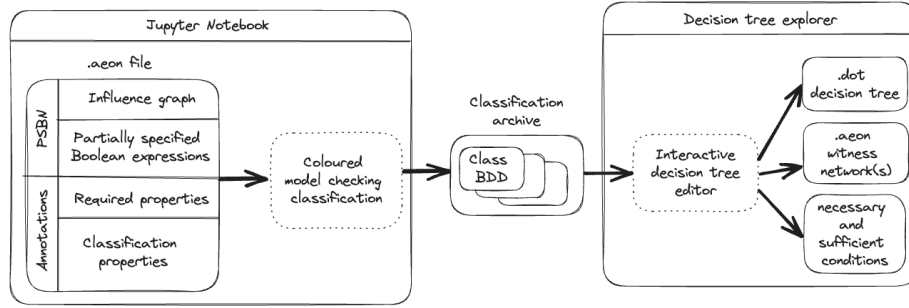 Jupyter Notebook
.aeon file
PSBN
Influence graph
Partially specified
Boolean expressions
Annotations
Required properties
Classification
properties
Coloured
model checking
classification
Classification
archive
Class
BDD
Decision tree explorer
Interactive
decision tree
editor
.dot
decision tree
.aeon
witness
network(s)
necessary
and
sufficient
conditions